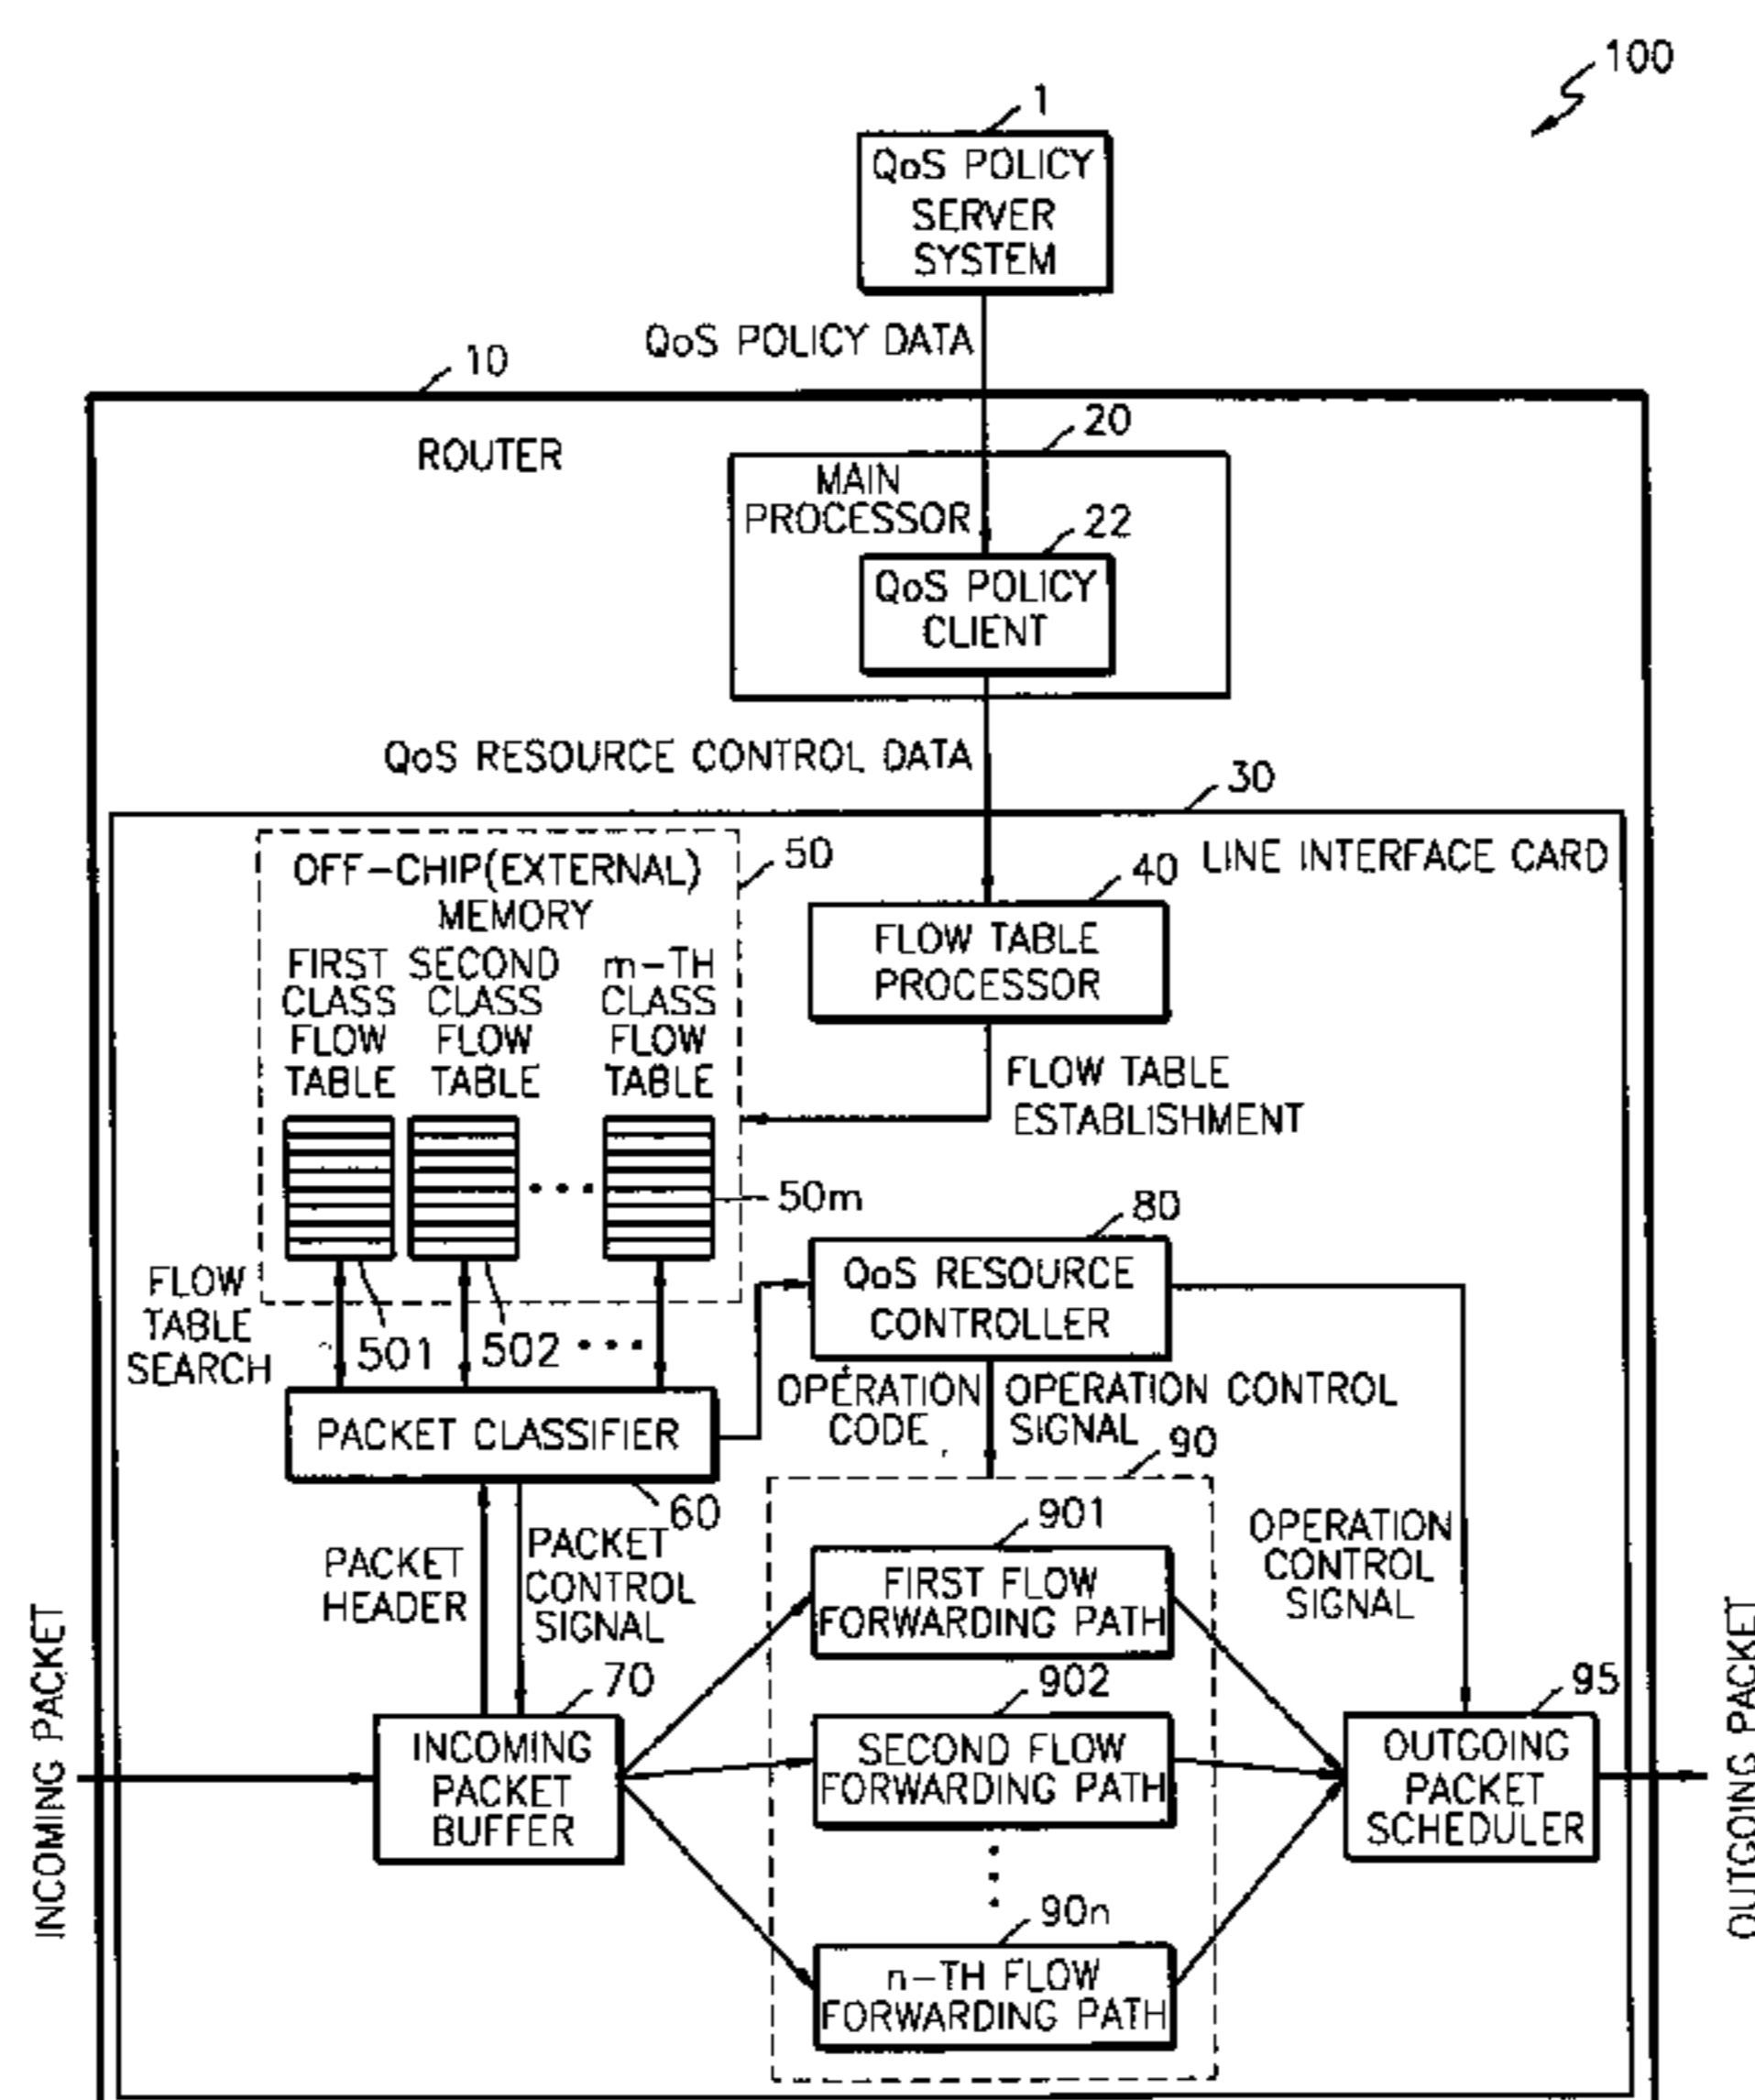 100
1
QoS POLICY
SERVER
SYSTEM
QoS POLICY DATA
10
ROUTER
20
MAIN
PROCESSOR
22
QoS POLICY
CLIENT
QoS RESOURCE CONTROL DATA
30
LINE INTERFACE CARD
OFF-CHIP(EXTERNAL)
MEMORY
50
FIRST
CLASS
FLOW
TABLE
SECOND
CLASS
FLOW
TABLE
m-TH
CLASS
FLOW
TABLE
40
FLOW TABLE
PROCESSOR
FLOW TABLE
ESTABLISHMENT
...
50m
FLOW
TABLE
SEARCH
501
502
...
80
QoS RESOURCE
CONTROLLER
PACKET CLASSIFIER
60
OPERATION
CODE
OPERATION CONTROL
SIGNAL
90
PACKET
HEADER
PACKET
CONTROL
SIGNAL
901
FIRST FLOW
FORWARDING PATH
OPERATION
CONTROL
SIGNAL
INCOMING PACKET
70
INCOMING
PACKET
BUFFER
902
SECOND FLOW
FORWARDING PATH
95
OUTGOING
PACKET
SCHEDULER
OUTGOING PACKET
90n
n-TH FLOW
FORWARDING PATH